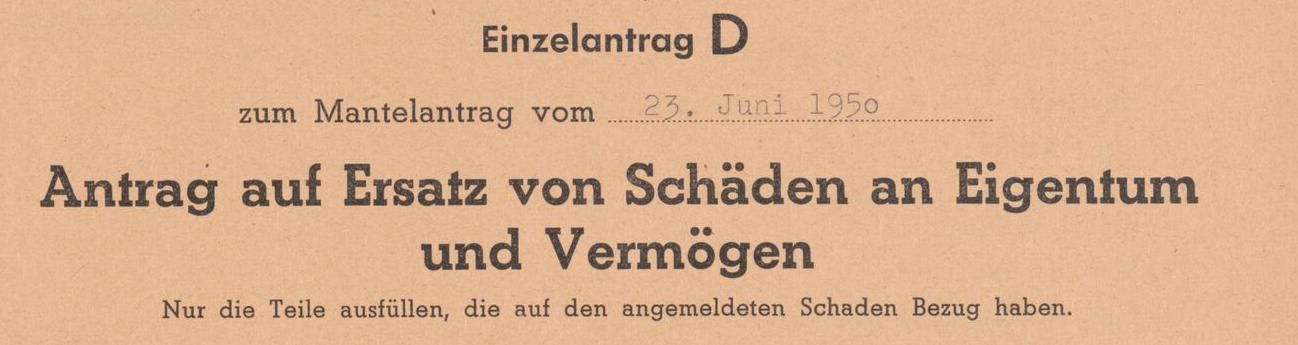 Einzelantrag D
zum Mantelantrag vom 23. Juni 1950
Antrag auf Ersatz von Schäden an Eigentum
und Vermögen
Nur die Teile ausfüllen, die auf den angemeldeten Schaden Bezug haben.